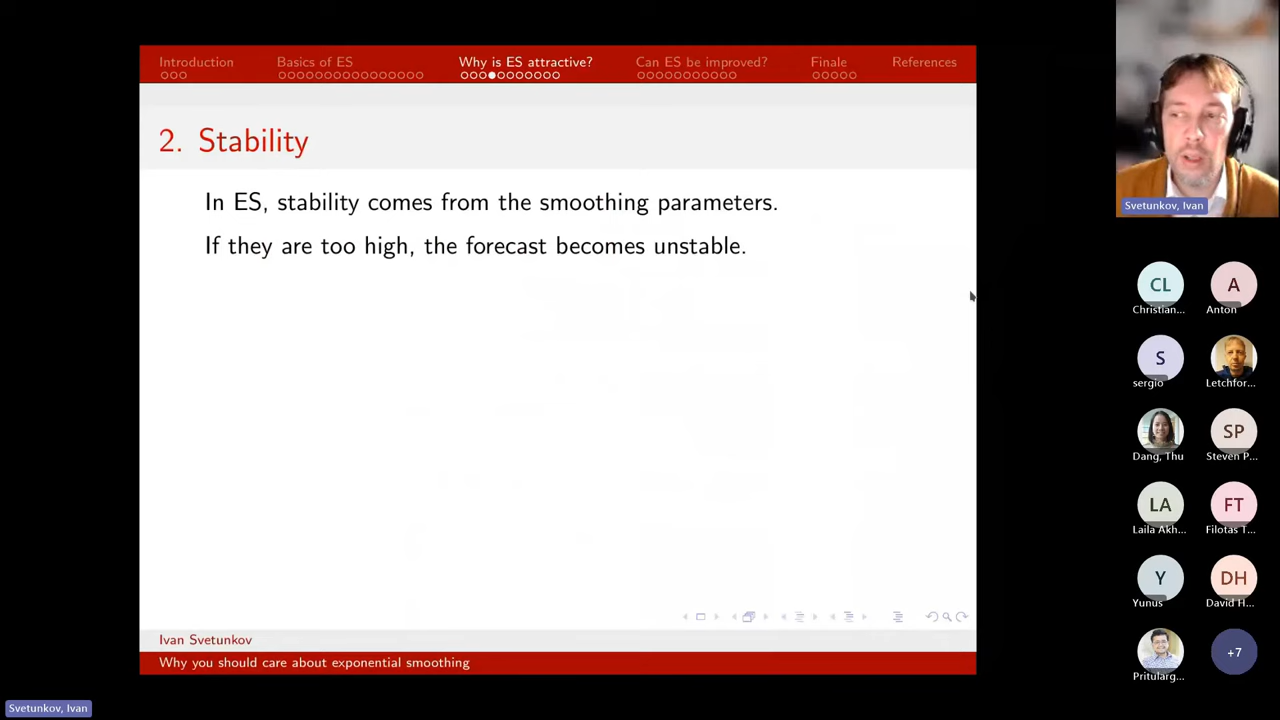 Introduction
Basics of ES
Why is ES attractive?
Can ES be improved?
Finale
References
2. Stability
In ES, stability comes from the smoothing parameters.
If they are too high, the forecast becomes unstable.
Ivan Svetunkov
Why you should care about exponential smoothing
Svetunkov, Ivan
CL
Christian...
A
Anton
S
sergio
Letchfor...
Dang, Thu
SP
Steven P...
LA
Laila Akh...
FT
Filotas T...
Y
Yunus
DH
David H...
Pritularg...
+7
Svetunkov, Ivan